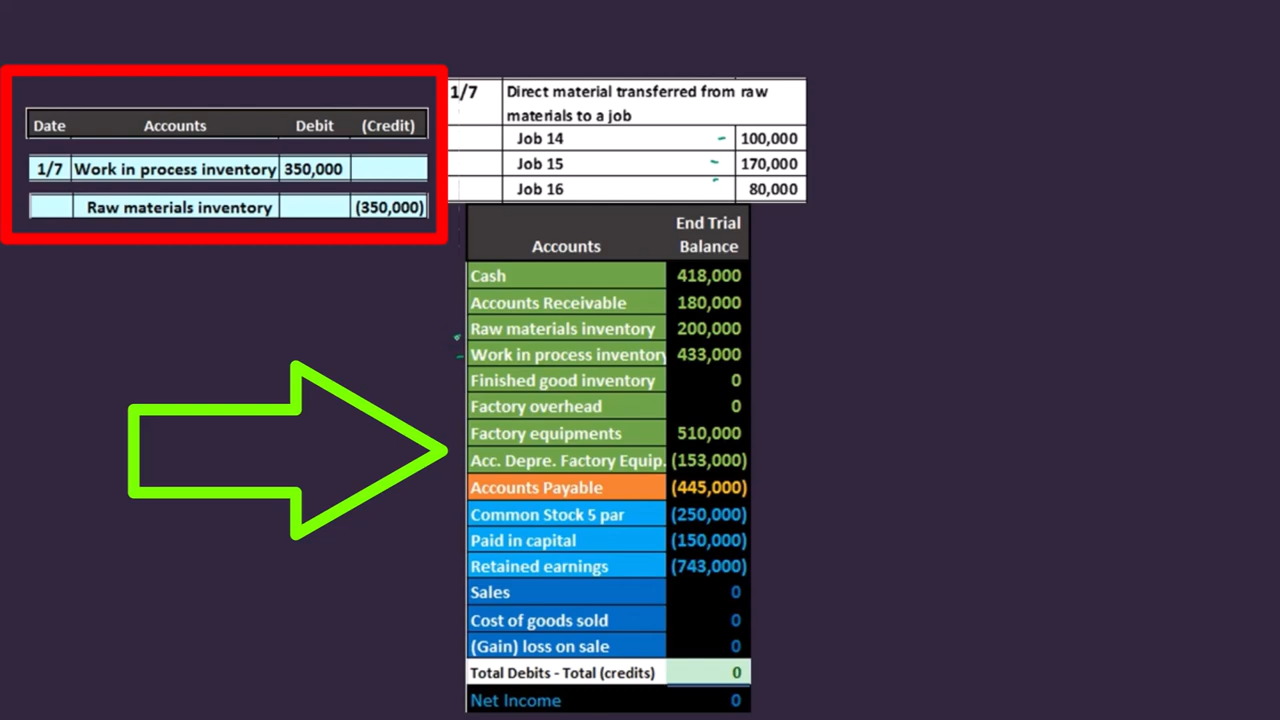 Date Accounts Debit (Credit)
1/7 Work in process inventory 350,000
Raw materials inventory (350,000)
1/7 Direct material transferred from raw
materials to a job
Job 14 100,000
Job 15 170,000
Job 16 80,000
End Trial
Accounts Balance
Cash 418,000
Accounts Receivable 180,000
Raw materials inventory 200,000
Work in process inventory 433,000
Finished good inventory 0
Factory overhead 0
Factory equipments 510,000
Acc. Depre. Factory Equip. (153,000)
Accounts Payable (445,000)
Common Stock 5 par (250,000)
Paid in capital (150,000)
Retained earnings (743,000)
Sales 0
Cost of goods sold 0
(Gain) loss on sale 0
Total Debits - Total (credits) 0
Net Income 0